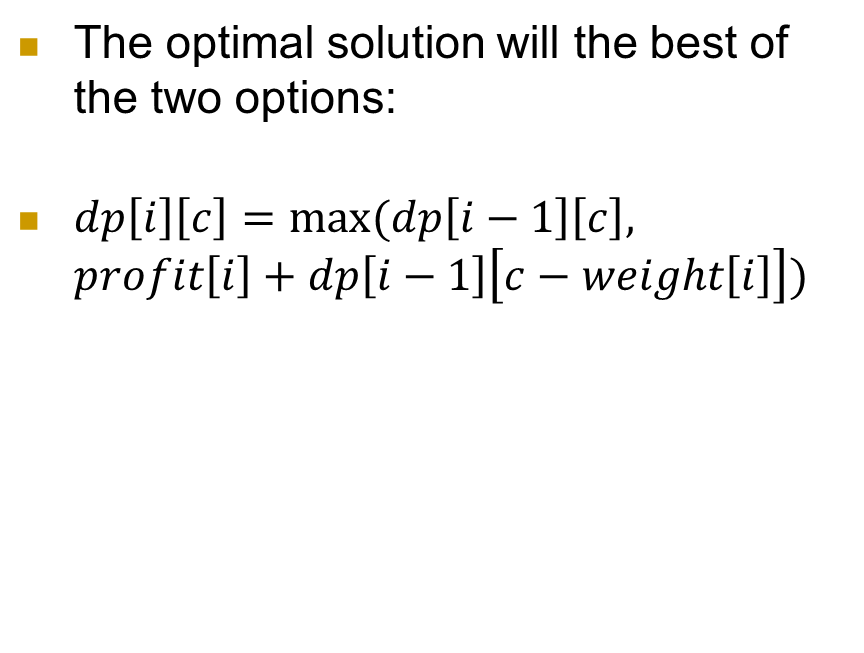 The optimal solution will the best of
the two options:
𝑑𝑝[𝑖][𝑐] = max(𝑑𝑝[𝑖 − 1][𝑐],
𝑝𝑟𝑜𝑓𝑖𝑡[𝑖] + 𝑑𝑝[𝑖 − 1][𝑐 − 𝑤𝑒𝑖𝑔ℎ𝑡[𝑖]])